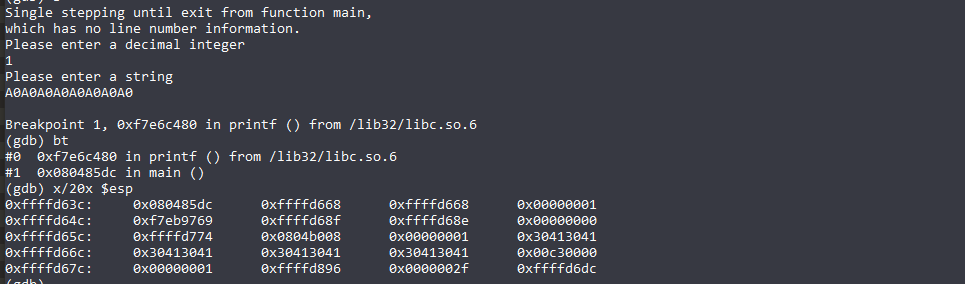 Single stepping until exit from function main,
which has no line number information.
Please enter a decimal integer
1
Please enter a string
A0A0A0A0A0A0A0A0

Breakpoint 1, 0xf7e6c480 in printf () from /lib32/libc.so.6
(gdb) bt
#0  0xf7e6c480 in printf () from /lib32/libc.so.6
#1  0x080485dc in main ()
(gdb) x/20x $esp
0xffffd63c:     0x080485dc      0xffffd668      0xffffd668      0x00000001
0xffffd64c:     0xf7eb9769      0xffffd68f      0xffffd68e      0x00000000
0xffffd65c:     0xffffd774      0x0804b008      0x00000001      0x30413041
0xffffd66c:     0x30413041      0x30413041      0x30413041      0x00c30000
0xffffd67c:     0x00000001      0xffffd896      0x0000002f      0xffffd6dc